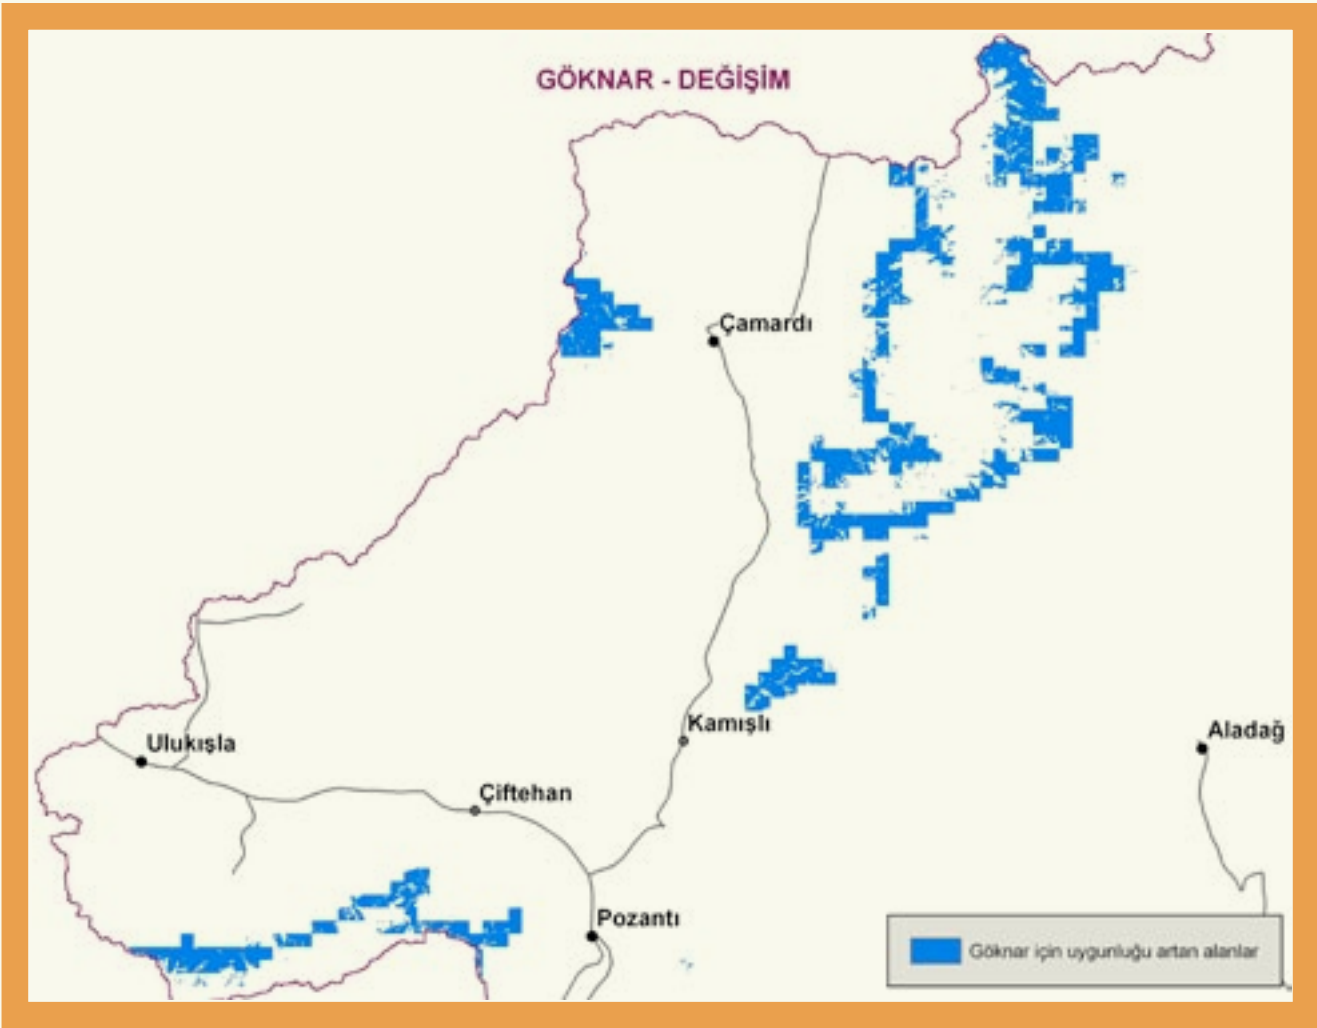 GÖKNAR - DEĞİŞİM
Çamardı
Kamışlı
Aladağ
Ulukışla
Çiftehan
Pozantı
Göknar için uygunluğu artan alanlar